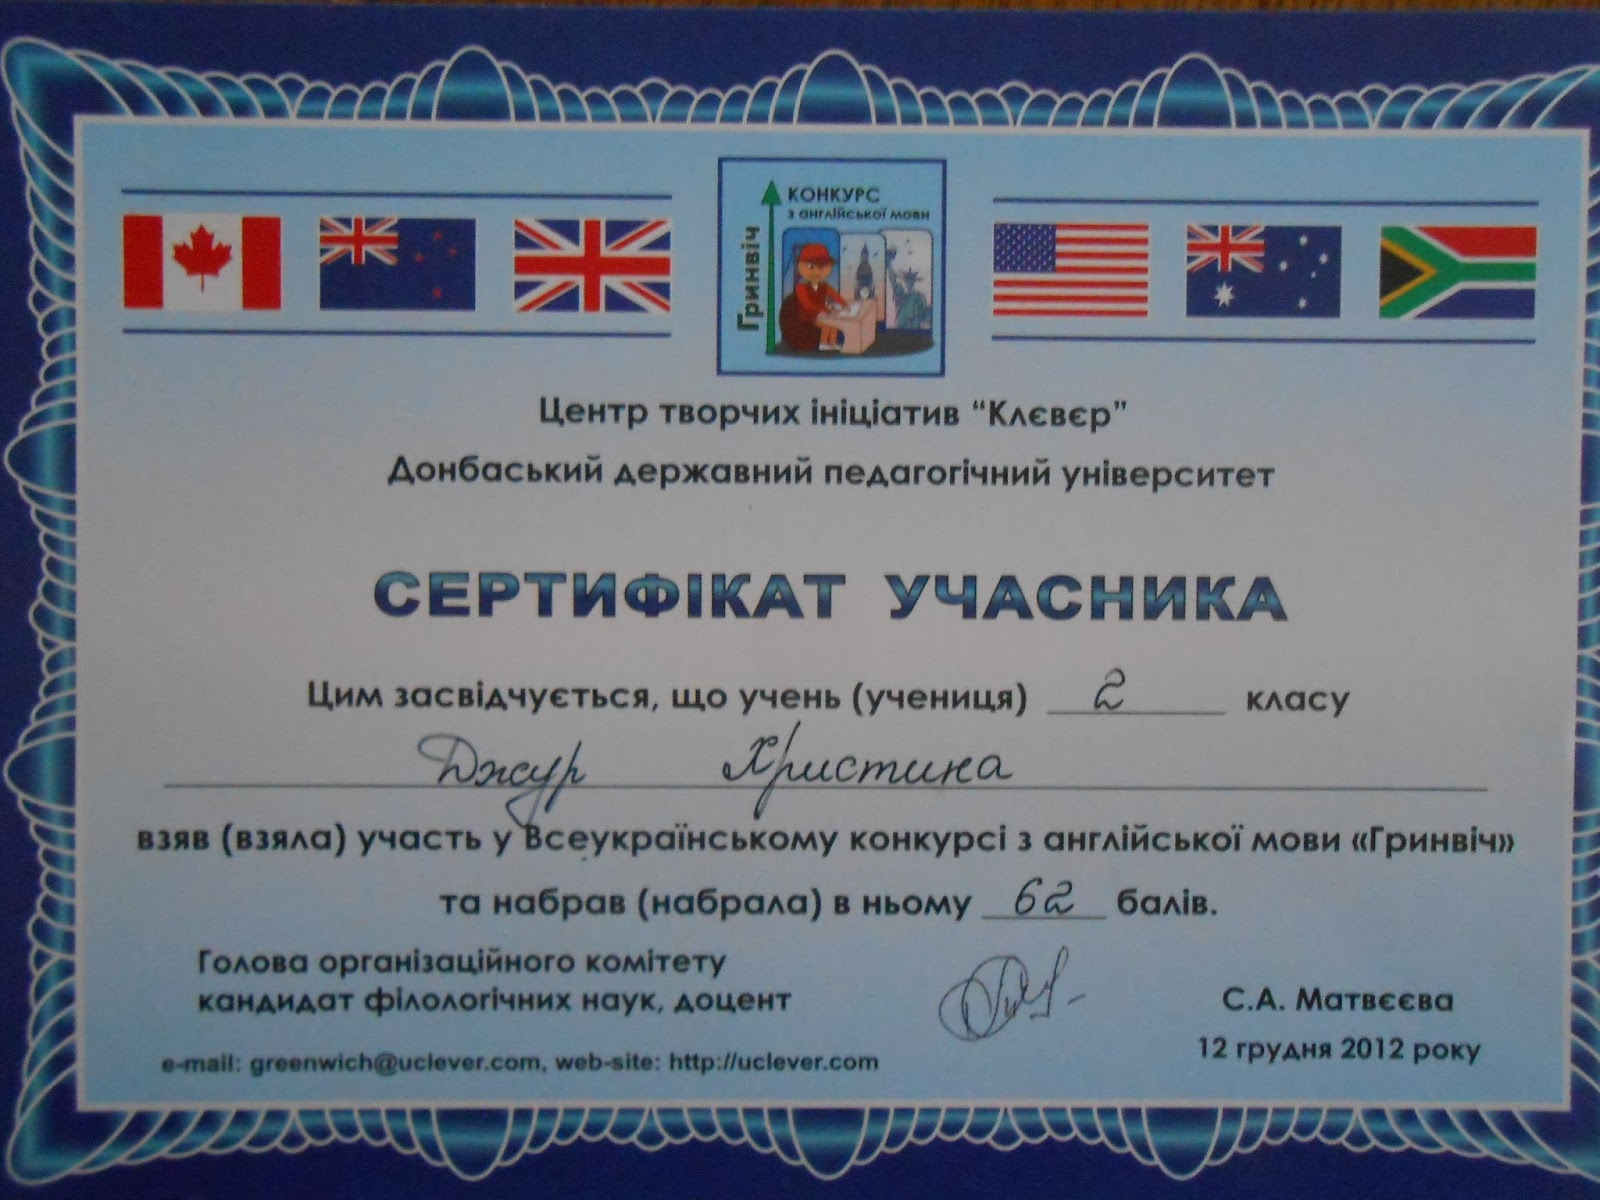 КОНКУРС
з англійської мови
Гринвіч
Центр творчих ініціатив “Клєвєр”
Донбаський державний педагогічний університет
СЕРТИФІКАТ УЧАСНИКА
Цим засвідчується, що учень (учениця) 2 класу
Джур Христина
взяв (взяла) участь у Всеукраїнському конкурсі з англійської мови «Гринвіч»
та набрав (набрала) в ньому 62 балів.
Голова організаційного комітету
кандидат філологічних наук, доцент
С.А. Матвєєва
12 грудня 2012 року
e-mail: greenwich@uclever.com, web-site: http://uclever.com